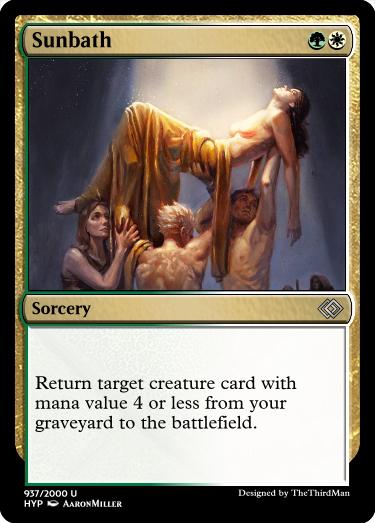 Sunbath
Sorcery
Return target creature card with
mana value 4 or less from your
graveyard to the battlefield.
937/2000 U
HYP AaronMiller
Designed by TheThirdMan